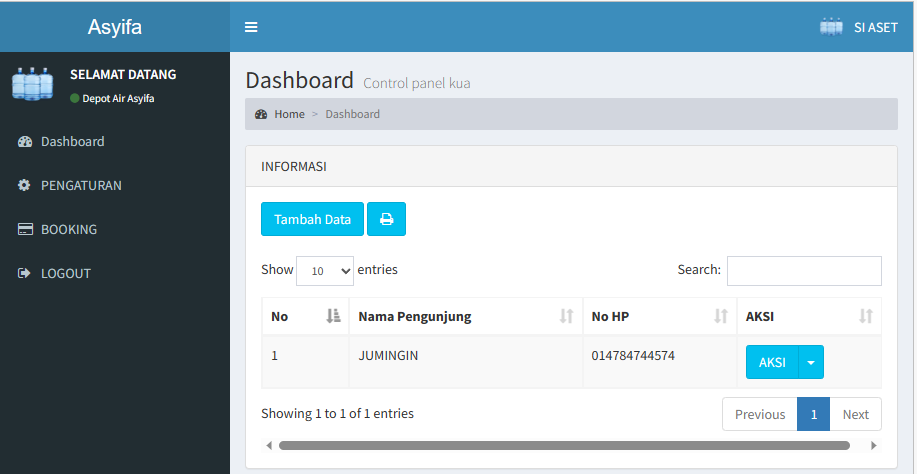 Asyifa
SI ASET
SELAMAT DATANG
Depot Air Asyifa
Dashboard
PENGATURAN
BOOKING
LOGOUT
Dashboard Control panel kua
Home > Dashboard
INFORMASI
Tambah Data
Show 10 entries Search:
No Nama Pengunjung No HP AKSI
1 JUMINGIN 014784744574 AKSI
Showing 1 to 1 of 1 entries Previous 1 Next